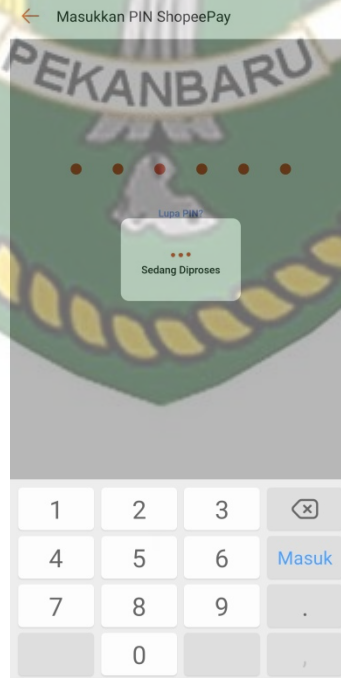 Masukkan PIN ShopeePay
PEKANBARU
Lupa PIN?
Sedang Diproses
1 2 3
4 5 6 Masuk
7 8 9 .
0 ,